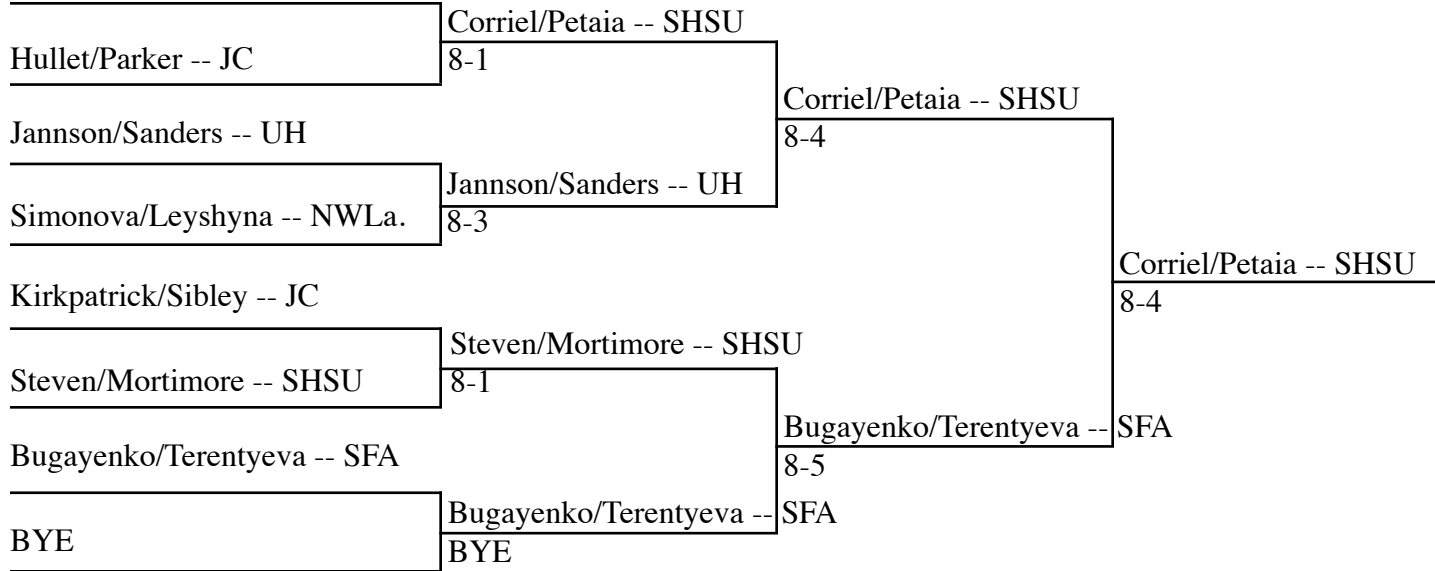 Hullet/Parker -- JC
Jannson/Sanders -- UH
Simonova/Leyshyna -- NWLa.
Kirkpatrick/Sibley -- JC
Steven/Mortimore -- SHSU
Bugayenko/Terentyeva -- SFA
BYE
Corriel/Petaia -- SHSU
8-1
Jannson/Sanders -- UH
8-3
Steven/Mortimore -- SHSU
8-1
Bugayenko/Terentyeva -- SFA
BYE
Corriel/Petaia -- SHSU
8-4
Bugayenko/Terentyeva -- SFA
8-5
Corriel/Petaia -- SHSU
8-4